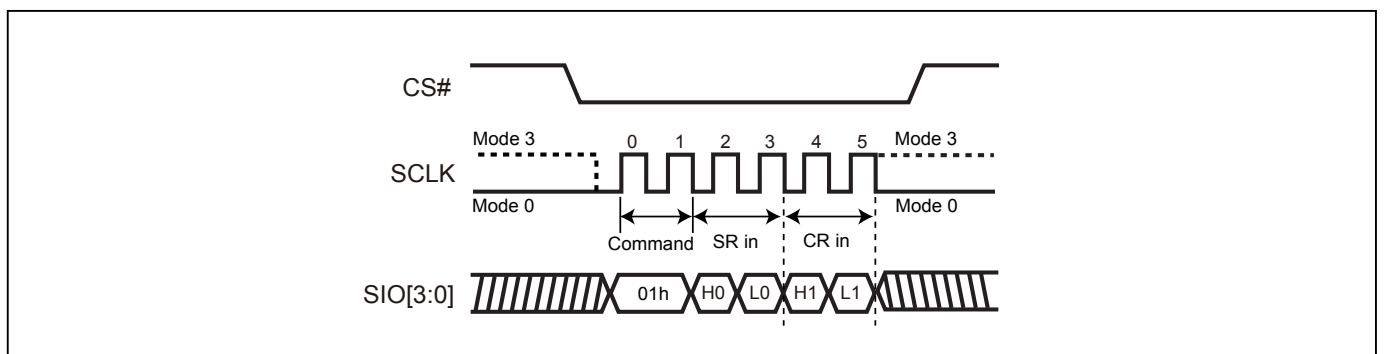 CS#
Mode 3 0 1 2 3 4 5 Mode 3
SCLK
Mode 0 Mode 0
Command SR in CR in
SIO[3:0] 01h H0 L0 H1 L1